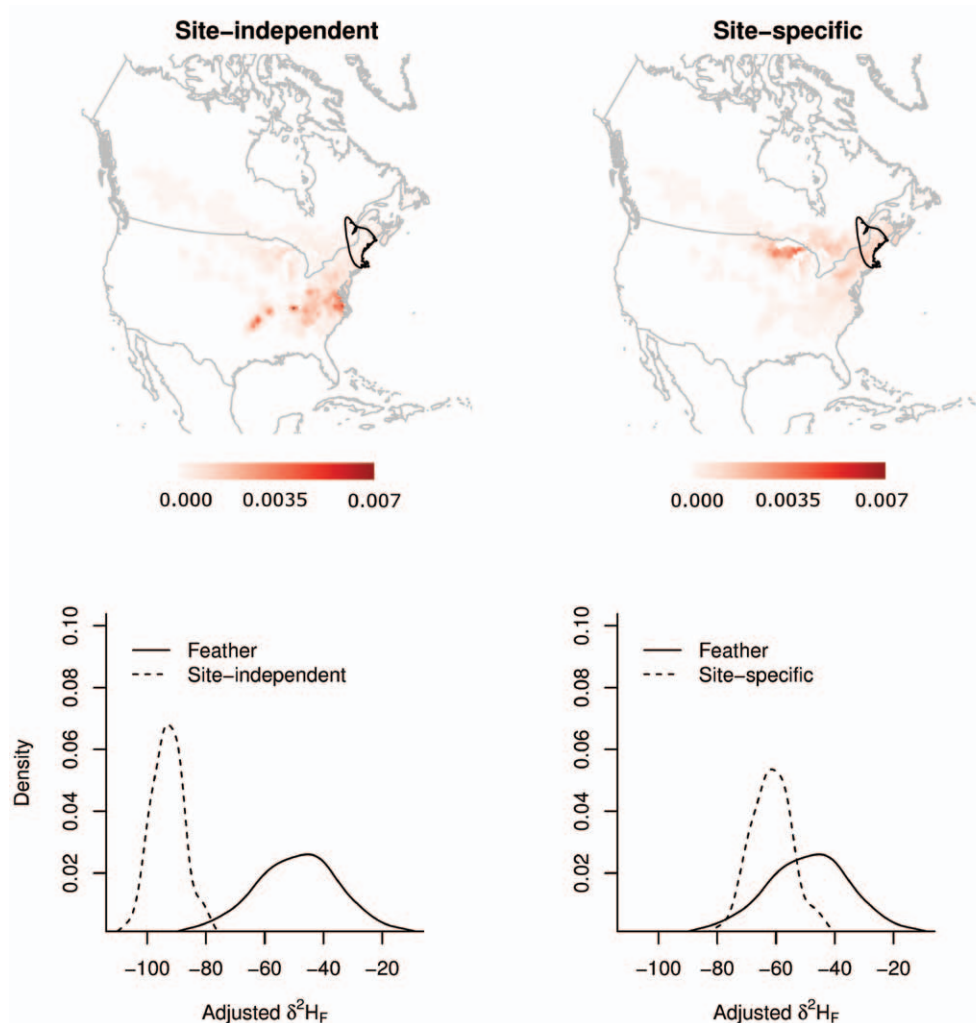 Site-independent
Site-specific
0.000 0.0035 0.007
0.000 0.0035 0.007
Density
0.10
0.08
0.06
0.04
0.02
Feather
Site-independent
-100 -80 -60 -40 -20
Adjusted δ²H_F
0.10
0.08
0.06
0.04
0.02
Feather
Site-specific
-100 -80 -60 -40 -20
Adjusted δ²H_F